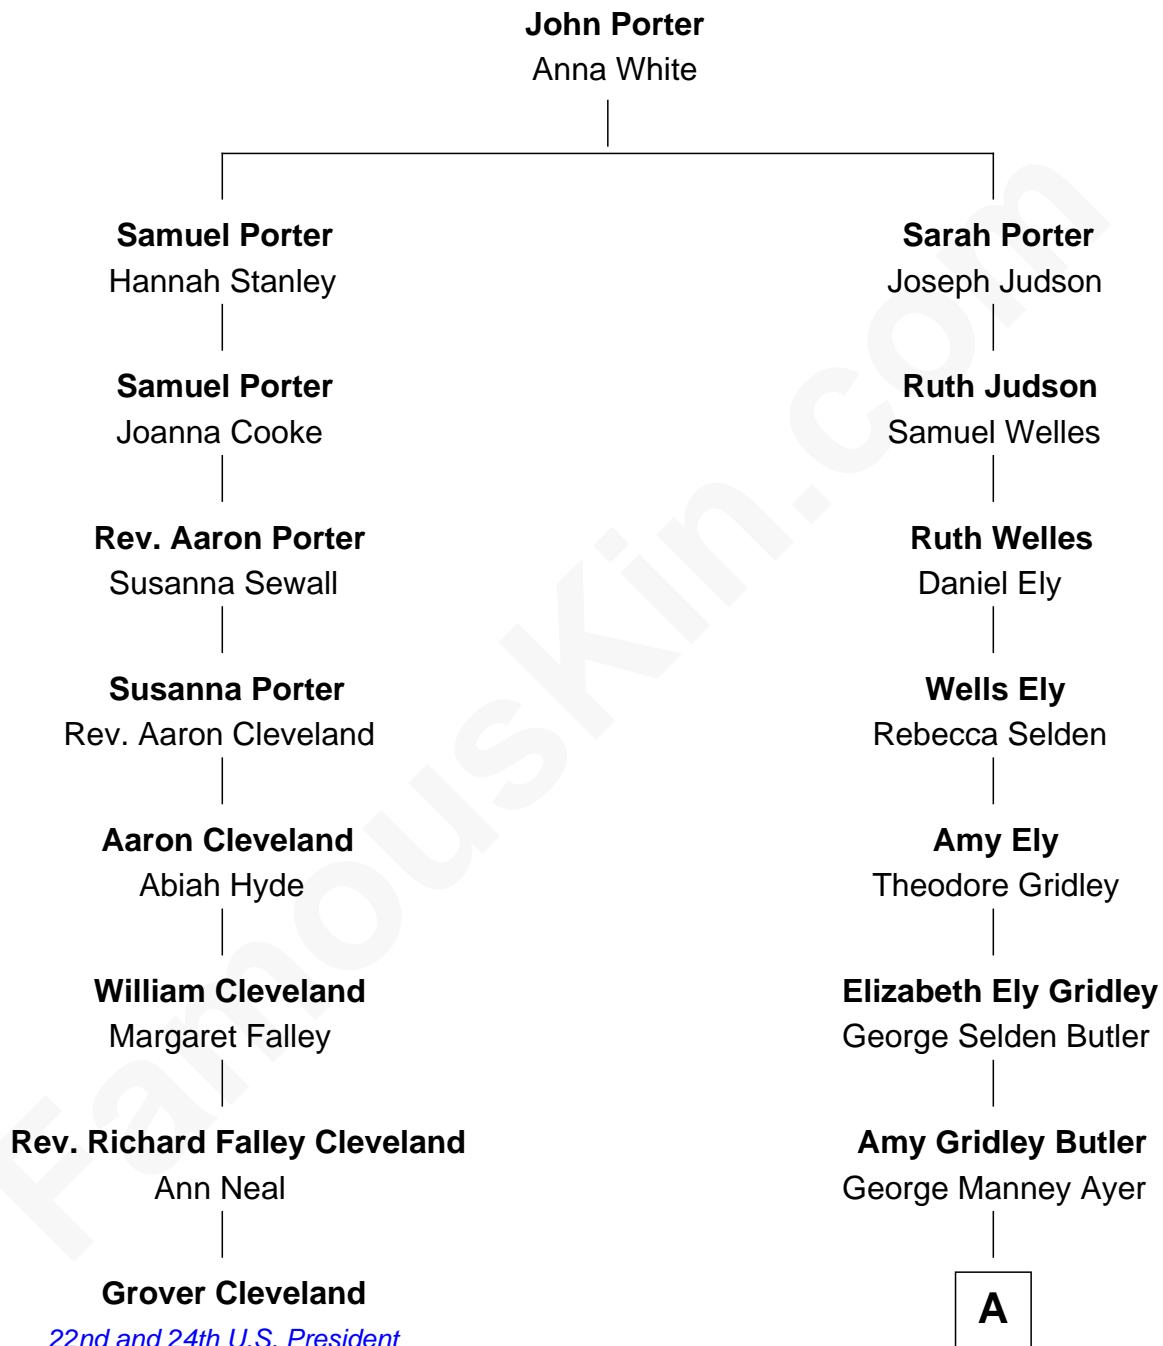 John Porter
Anna White
Samuel Porter
Hannah Stanley
Sarah Porter
Joseph Judson
Samuel Porter
Joanna Cooke
Ruth Judson
Samuel Welles
Rev. Aaron Porter
Susanna Sewall
Ruth Welles
Daniel Ely
Susanna Porter
Rev. Aaron Cleveland
Wells Ely
Rebecca Selden
Aaron Cleveland
Abiah Hyde
Amy Ely
Theodore Gridley
William Cleveland
Margaret Falley
Elizabeth Ely Gridley
George Selden Butler
Rev. Richard Falley Cleveland
Ann Neal
Amy Gridley Butler
George Manney Ayer
Grover Cleveland
22nd and 24th U.S. President
A
FamousKin.com